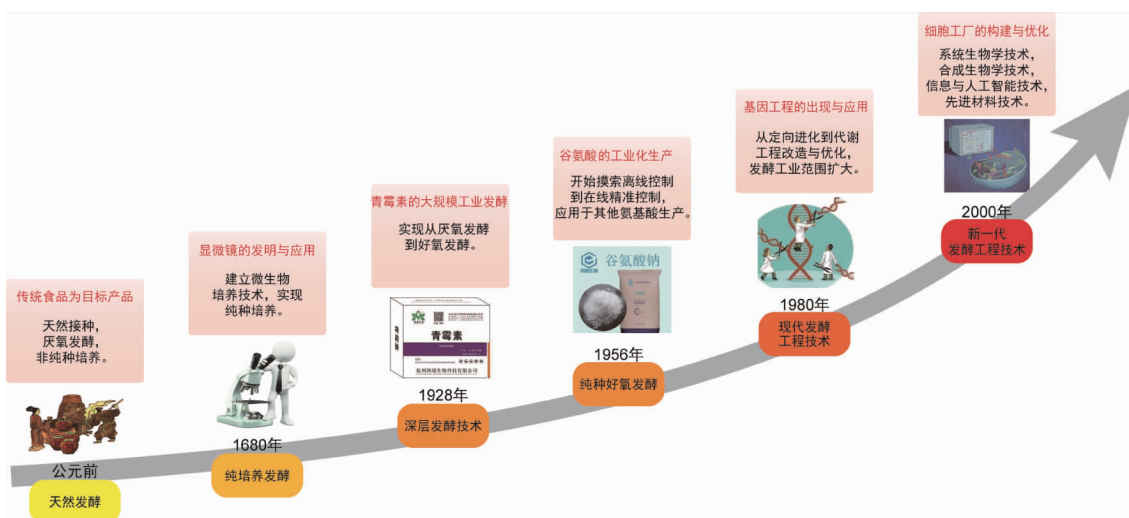 传统食品为目标产品
天然接种,
厌氧发酵,
非纯种培养。
公元前
天然发酵
显微镜的发明与应用
建立微生物
培养技术,实现
纯种培养。
1680年
纯培养发酵
青霉素的大规模工业发酵
实现从厌氧发酵
到好氧发酵。
青霉素
1928年
深层发酵技术
谷氨酸的工业化生产
开始摸索离线控制
到在线精准控制,
应用于其他氨基酸生产。
谷氨酸钠
1956年
纯种好氧发酵
基因工程的出现与应用
从定向进化到代谢
工程改造与优化,
发酵工业范围扩大。
1980年
现代发酵
工程技术
细胞工厂的构建与优化
系统生物学技术,
合成生物学技术,
信息与人工智能技术,
先进材料技术。
2000年
新一代
发酵工程技术